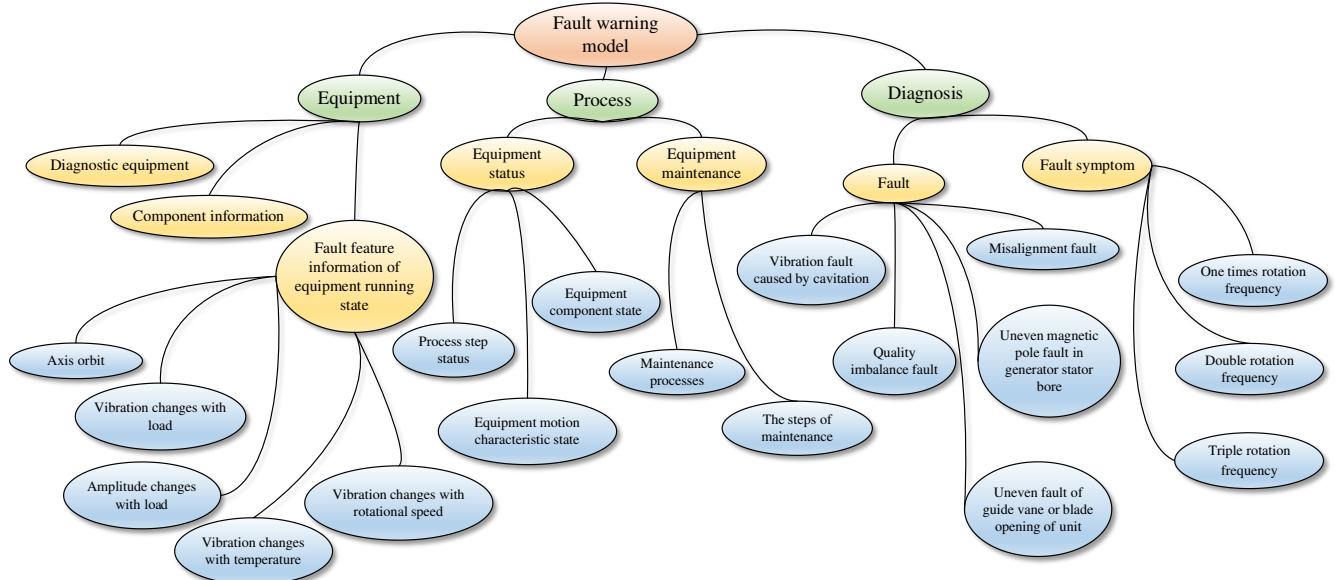 Fault warning
model
Equipment
Process
Diagnosis
Diagnostic equipment
Component information
Fault feature
information of
equipment running
state
Equipment
status
Equipment
maintenance
Fault
Fault symptom
Axis orbit
Vibration changes with
load
Amplitude changes
with load
Vibration changes
with temperature
Vibration changes with
rotational speed
Process step
status
Equipment motion
characteristic state
Equipment
component state
Maintenance
processes
The steps of
maintenance
Vibration fault
caused by cavitation
Quality
imbalance fault
Uneven fault of
guide vane or blade
opening of unit
Uneven magnetic
pole fault in
generator stator
bore
Misalignment fault
One times rotation
frequency
Double rotation
frequency
Triple rotation
frequency